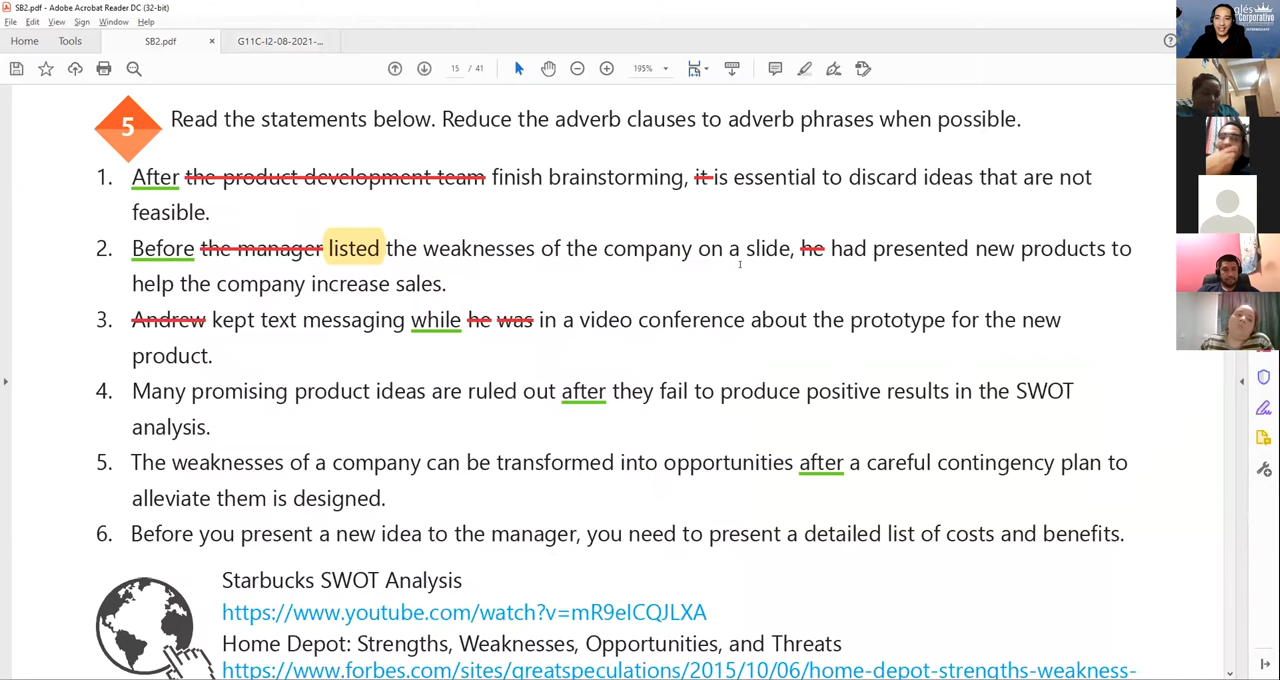 SB2.pdf - Adobe Acrobat Reader DC (32-bit)
File Edit View Sign Window Help
Home Tools SB2.pdf × G11C-I2-08-2021-...
15 / 41 195%
glés
Corporativo
INTERMEDIATE
5 Read the statements below. Reduce the adverb clauses to adverb phrases when possible.
1. After the product development team finish brainstorming, it is essential to discard ideas that are not
feasible.
2. Before the manager listed the weaknesses of the company on a slide, he had presented new products to
help the company increase sales.
3. Andrew kept text messaging while he was in a video conference about the prototype for the new
product.
4. Many promising product ideas are ruled out after they fail to produce positive results in the SWOT
analysis.
5. The weaknesses of a company can be transformed into opportunities after a careful contingency plan to
alleviate them is designed.
6. Before you present a new idea to the manager, you need to present a detailed list of costs and benefits.
Starbucks SWOT Analysis
https://www.youtube.com/watch?v=mR9eICQJLXA
Home Depot: Strengths, Weaknesses, Opportunities, and Threats
https://www.forbes.com/sites/greatspeculations/2015/10/06/home-depot-strengths-weakness-